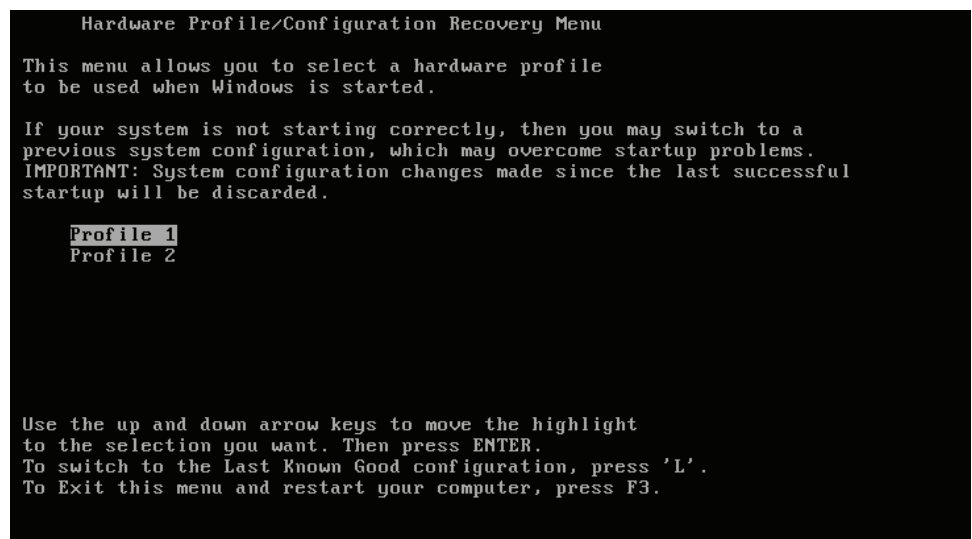 Hardware Profile/Configuration Recovery Menu
This menu allows you to select a hardware profile
to be used when Windows is started.
If your system is not starting correctly, then you may switch to a
previous system configuration, which may overcome startup problems.
IMPORTANT: System configuration changes made since the last successful
startup will be discarded.
Profile 1
Profile 2
Use the up and down arrow keys to move the highlight
to the selection you want. Then press ENTER.
To switch to the Last Known Good configuration, press 'L'.
To Exit this menu and restart your computer, press F3.